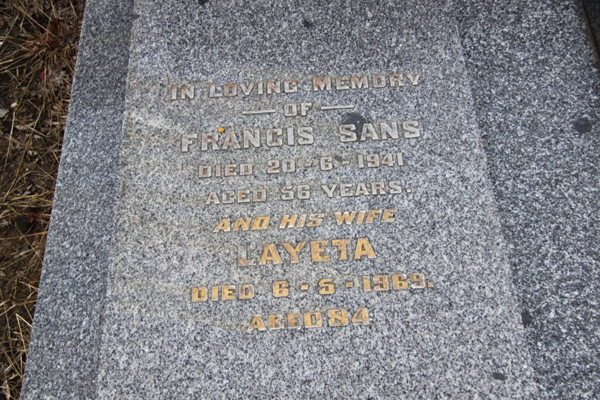 IN LOVING MEMORY
— OF —
FRANCIS SANS
DIED 20-6-1941
AGED 56 YEARS.
AND HIS WIFE
LAYETA
DIED 6-5-1969.
AGED 84